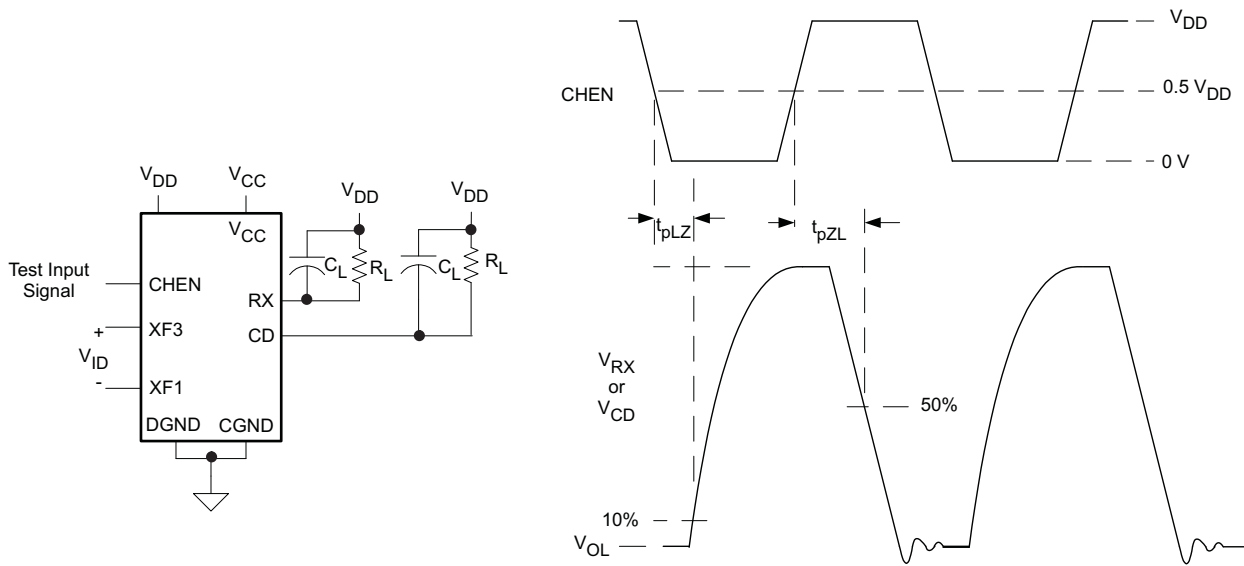 V_DD
V_CC
V_CC
Test Input
Signal
CHEN
XF3
+
V_ID
-
XF1
DGND
CGND
RX
CD
V_DD
C_L
R_L
V_DD
C_L
R_L
CHEN
V_DD
0.5 V_DD
0 V
t_pLZ
t_pZL
V_RX
or
V_CD
50%
10%
V_OL